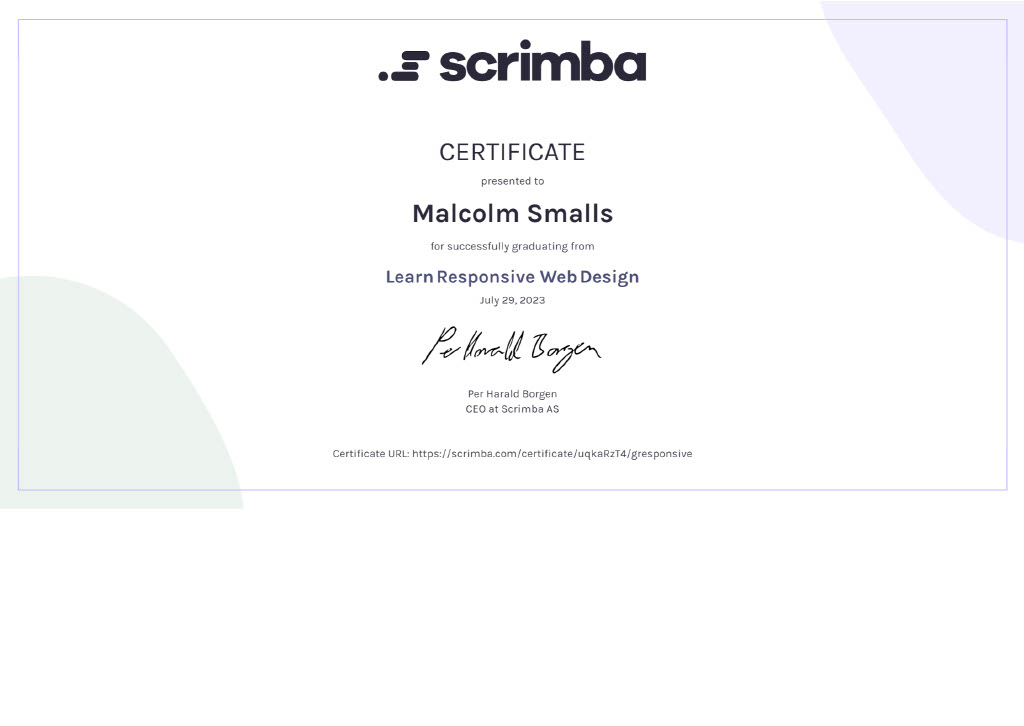 scrimba
CERTIFICATE
presented to
Malcolm Smalls
for successfully graduating from
Learn Responsive Web Design
July 29, 2023
Per Harald Borgen
Per Harald Borgen
CEO at Scrimba AS
Certificate URL: https://scrimba.com/certificate/uqkaRzT4/gresponsive